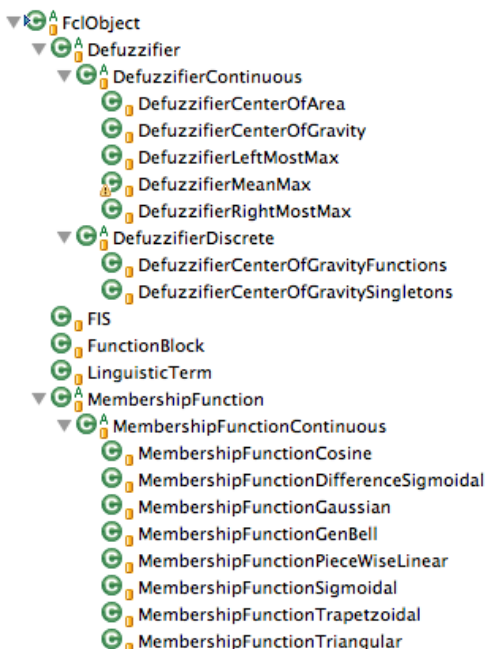 FclObject
Defuzzifier
DefuzzifierContinuous
DefuzzifierCenterOfArea
DefuzzifierCenterOfGravity
DefuzzifierLeftMostMax
DefuzzifierMeanMax
DefuzzifierRightMostMax
DefuzzifierDiscrete
DefuzzifierCenterOfGravityFunctions
DefuzzifierCenterOfGravitySingletons
FIS
FunctionBlock
LinguisticTerm
MembershipFunction
MembershipFunctionContinuous
MembershipFunctionCosine
MembershipFunctionDifferenceSigmoidal
MembershipFunctionGaussian
MembershipFunctionGenBell
MembershipFunctionPieceWiseLinear
MembershipFunctionSigmoidal
MembershipFunctionTrapetzoidal
MembershipFunctionTriangular